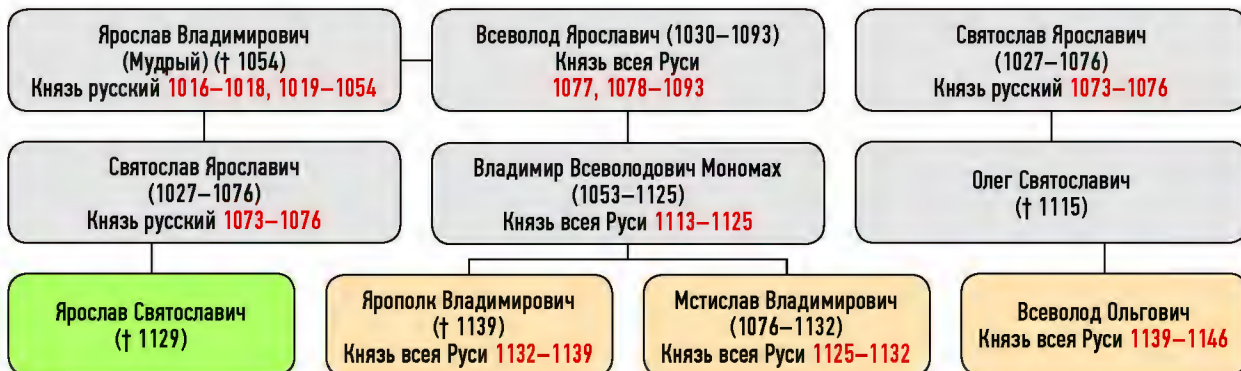 Ярослав Владимирович
(Мудрый) († 1054)
Князь русский 1016–1018, 1019–1054
Всеволод Ярославич (1030–1093)
Князь всея Руси
1077, 1078–1093
Святослав Ярославич
(1027–1076)
Князь русский 1073–1076
Святослав Ярославич
(1027–1076)
Князь русский 1073–1076
Владимир Всеволодович Мономах
(1053–1125)
Князь всея Руси 1113–1125
Олег Святославич
(† 1115)
Ярослав Святославич
(† 1129)
Ярополк Владимирович
(† 1139)
Князь всея Руси 1132–1139
Мстислав Владимирович
(1076–1132)
Князь всея Руси 1125–1132
Всеволод Ольгович
Князь всея Руси 1139–1146